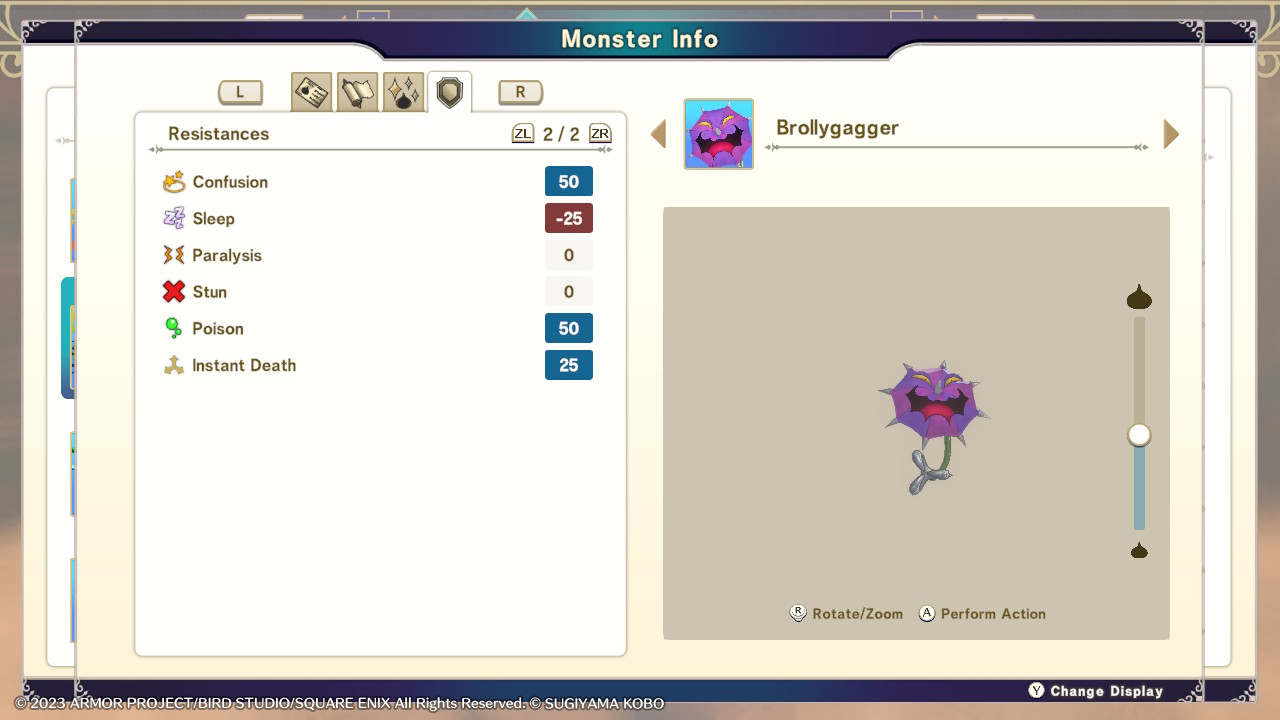 Monster Info
L
R
Resistances
ZL 2 / 2 ZR
Brollygagger
Confusion 50
Sleep -25
Paralysis 0
Stun 0
Poison 50
Instant Death 25
R Rotate/Zoom A Perform Action
Y Change Display
© 2023 ARMOR PROJECT/BIRD STUDIO/SQUARE ENIX All Rights Reserved. © SUGIYAMA KOBO